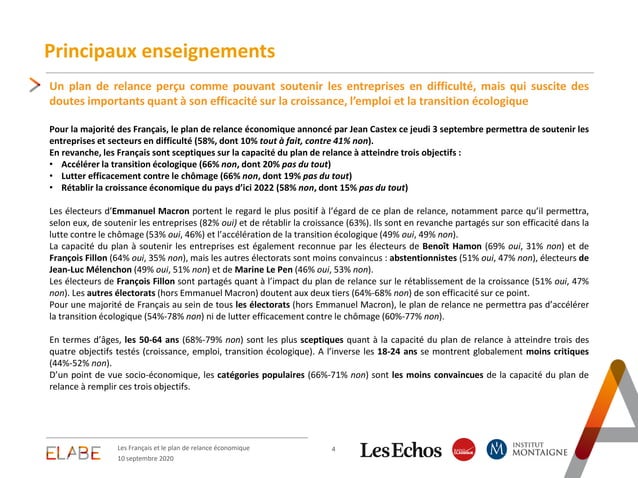 Principaux enseignements
Un plan de relance perçu comme pouvant soutenir les entreprises en difficulté, mais qui suscite des
doutes importants quant à son efficacité sur la croissance, l’emploi et la transition écologique
Pour la majorité des Français, le plan de relance économique annoncé par Jean Castex ce jeudi 3 septembre permettra de soutenir les
entreprises et secteurs en difficulté (58%, dont 10% tout à fait, contre 41% non).
En revanche, les Français sont sceptiques sur la capacité du plan de relance à atteindre trois objectifs :
• Accélérer la transition écologique (66% non, dont 20% pas du tout)
• Lutter efficacement contre le chômage (66% non, dont 19% pas du tout)
• Rétablir la croissance économique du pays d’ici 2022 (58% non, dont 15% pas du tout)
Les électeurs d’Emmanuel Macron portent le regard le plus positif à l’égard de ce plan de relance, notamment parce qu’il permettra,
selon eux, de soutenir les entreprises (82% oui) et de rétablir la croissance (63%). Ils sont en revanche partagés sur son efficacité dans la
lutte contre le chômage (53% oui, 46%) et l’accélération de la transition écologique (49% oui, 49% non).
La capacité du plan à soutenir les entreprises est également reconnue par les électeurs de Benoît Hamon (69% oui, 31% non) et de
François Fillon (64% oui, 35% non), mais les autres électorats sont moins convaincus : abstentionnistes (51% oui, 47% non), électeurs de
Jean-Luc Mélenchon (49% oui, 51% non) et de Marine Le Pen (46% oui, 53% non).
Les électeurs de François Fillon sont partagés quant à l’impact du plan de relance sur le rétablissement de la croissance (51% oui, 47%
non). Les autres électorats (hors Emmanuel Macron) doutent aux deux tiers (64%-68% non) de son efficacité sur ce point.
Pour une majorité de Français au sein de tous les électorats (hors Emmanuel Macron), le plan de relance ne permettra pas d’accélérer
la transition écologique (54%-78% non) ni de lutter efficacement contre le chômage (60%-77% non).
En termes d’âges, les 50-64 ans (68%-79% non) sont les plus sceptiques quant à la capacité du plan de relance à atteindre trois des
quatre objectifs testés (croissance, emploi, transition écologique). A l’inverse les 18-24 ans se montrent globalement moins critiques
(44%-52% non).
D’un point de vue socio-économique, les catégories populaires (66%-71% non) sont les moins convaincues de la capacité du plan de
relance à remplir ces trois objectifs.
ELABE
Les Français et le plan de relance économique
10 septembre 2020
4
Les Echos
RADIO
CLASSIQUE
INSTITUT
MONTAIGNE